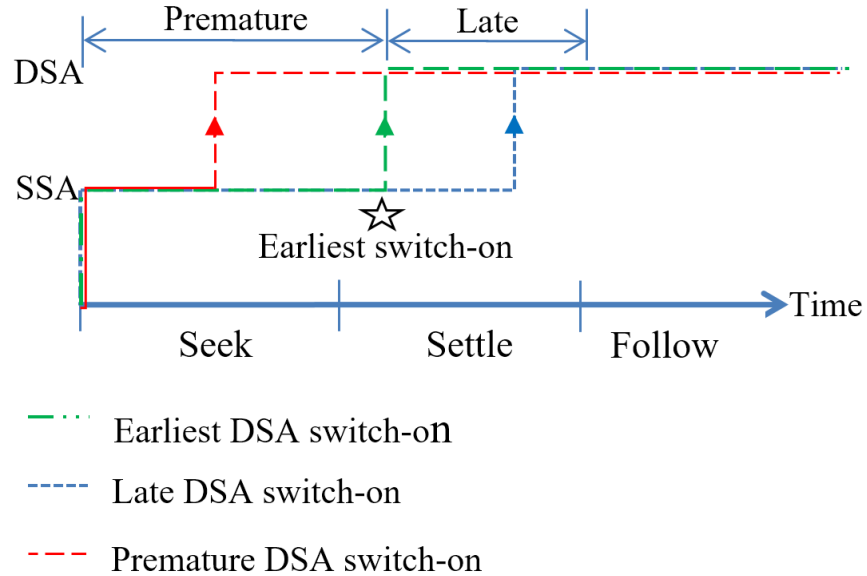 Premature
Late
DSA
SSA
Earliest switch-on
Time
Seek
Settle
Follow
Earliest DSA switch-on
Late DSA switch-on
Premature DSA switch-on